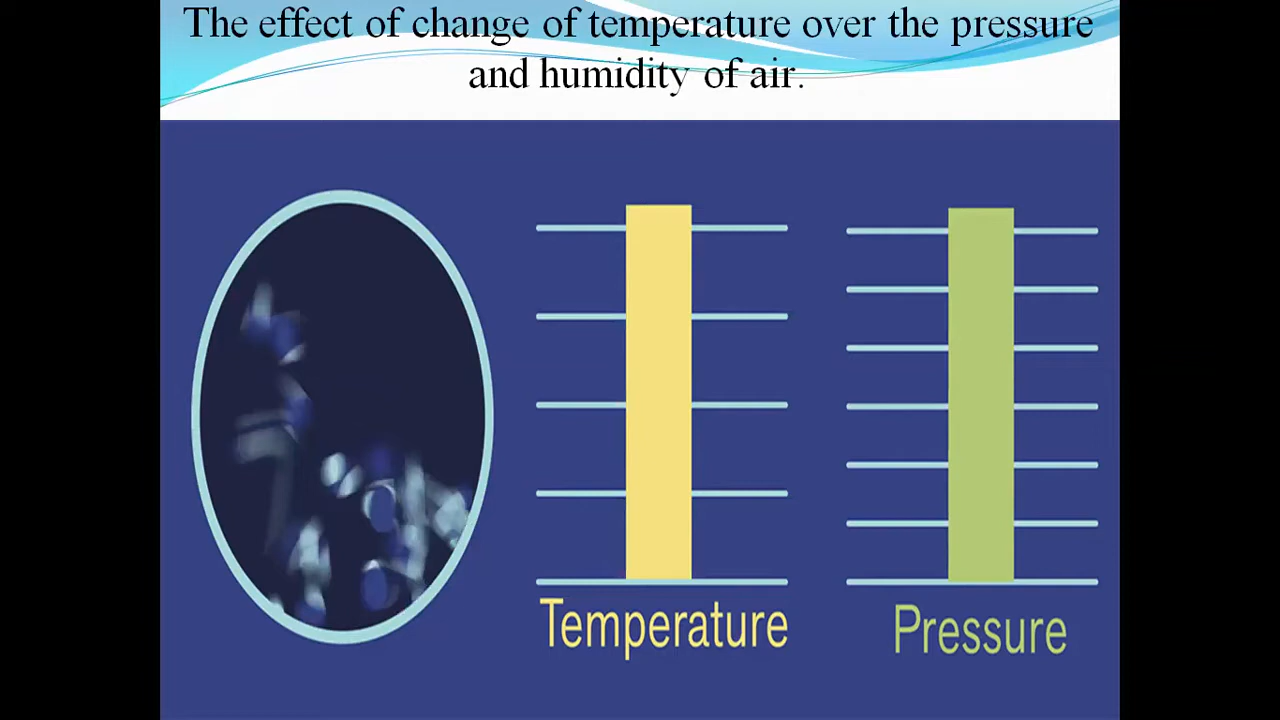 The effect of change of temperature over the pressure
and humidity of air.
Temperature
Pressure